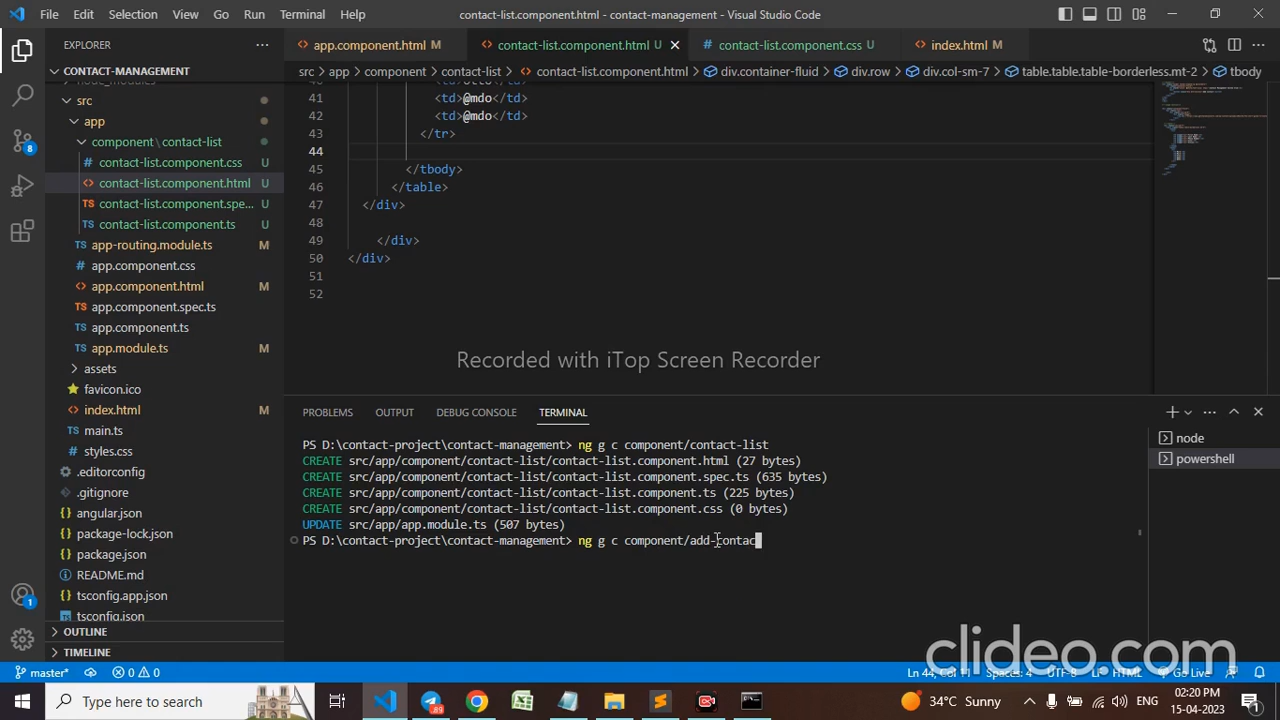 File Edit Selection View Go Run Terminal Help
contact-list.component.html - contact-management - Visual Studio Code
EXPLORER
app.component.html M
contact-list.component.html U
contact-list.component.css U
index.html M
CONTACT-MANAGEMENT
src > app > component > contact-list > contact-list.component.html > div.container-fluid > div.row > div.col-sm-7 > table.table.table-borderless.mt-2 > tbody
node_modules
src
app
component \ contact-list
contact-list.component.css U
contact-list.component.html U
contact-list.component.spe... U
contact-list.component.ts U
app-routing.module.ts M
app.component.css
app.component.html M
app.component.spec.ts
app.component.ts
app.module.ts M
assets
favicon.ico
index.html M
main.ts
styles.css
.editorconfig
.gitignore
angular.json
package-lock.json
package.json
README.md
tsconfig.app.json
tsconfig.json
OUTLINE
TIMELINE
8
1
41 <td>@mdo</td>
42 <td>@mdo</td>
43 </tr>
44
45 </tbody>
46 </table>
47 </div>
48
49 </div>
50 </div>
51
52
Recorded with iTop Screen Recorder
PROBLEMS OUTPUT DEBUG CONSOLE TERMINAL
node
powershell
PS D:\contact-project\contact-management> ng g c component/contact-list
CREATE src/app/component/contact-list/contact-list.component.html (27 bytes)
CREATE src/app/component/contact-list/contact-list.component.spec.ts (635 bytes)
CREATE src/app/component/contact-list/contact-list.component.ts (225 bytes)
CREATE src/app/component/contact-list/contact-list.component.css (0 bytes)
UPDATE src/app/app.module.ts (507 bytes)
PS D:\contact-project\contact-management> ng g c component/add-contac
clideo.com
master* 0 0
Ln 44, Col 11 Spaces: 4 UTF-8 LF HTML Go Live
Type here to search
89
34°C Sunny
ENG
02:20 PM
15-04-2023
1